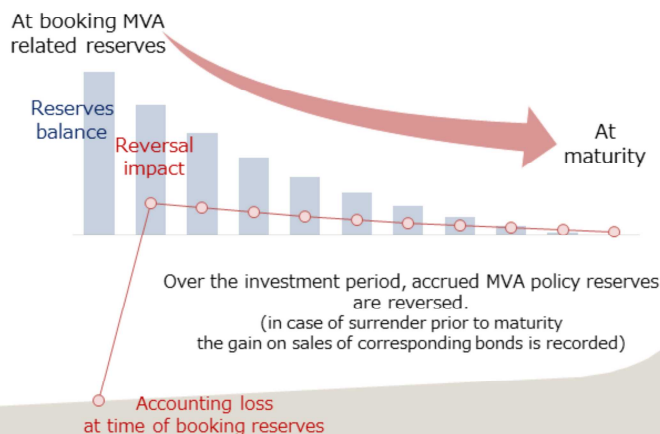 At booking MVA
related reserves
Reserves
balance
Reversal
impact
At
maturity
Over the investment period, accrued MVA policy reserves
are reversed.
(in case of surrender prior to maturity
the gain on sales of corresponding bonds is recorded)
Accounting loss
at time of booking reserves